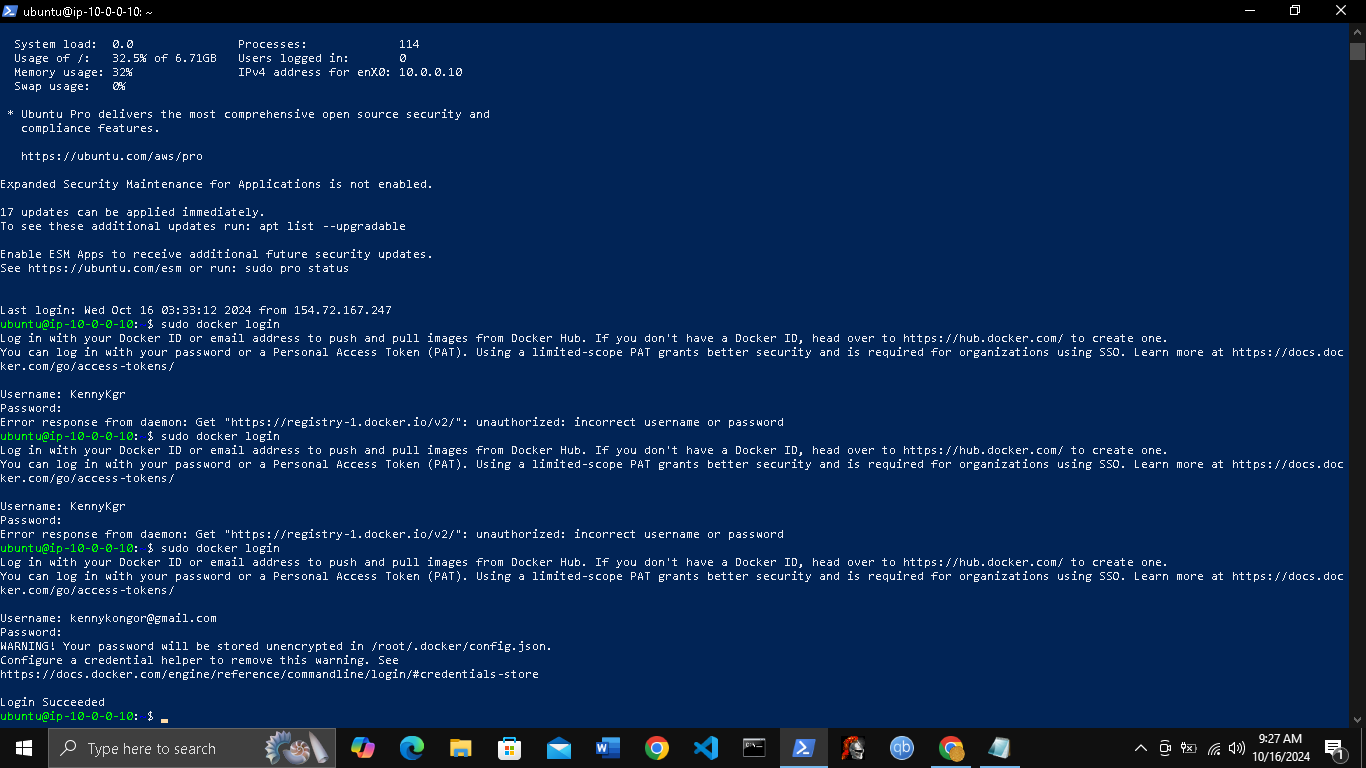 ubuntu@ip-10-0-0-10: ~
System load:  0.0               Processes:             114
Usage of /:   32.5% of 6.71GB   Users logged in:       0
Memory usage: 32%               IPv4 address for enX0: 10.0.0.10
Swap usage:   0%
* Ubuntu Pro delivers the most comprehensive open source security and
compliance features.
https://ubuntu.com/aws/pro
Expanded Security Maintenance for Applications is not enabled.
17 updates can be applied immediately.
To see these additional updates run: apt list --upgradable
Enable ESM Apps to receive additional future security updates.
See https://ubuntu.com/esm or run: sudo pro status
Last login: Wed Oct 16 03:33:12 2024 from 154.72.167.247
ubuntu@ip-10-0-0-10:~$ sudo docker login
Log in with your Docker ID or email address to push and pull images from Docker Hub. If you don't have a Docker ID, head over to https://hub.docker.com/ to create one.
You can log in with your password or a Personal Access Token (PAT). Using a limited-scope PAT grants better security and is required for organizations using SSO. Learn more at https://docs.doc
ker.com/go/access-tokens/
Username: KennyKgr
Password:
Error response from daemon: Get "https://registry-1.docker.io/v2/": unauthorized: incorrect username or password
ubuntu@ip-10-0-0-10:~$ sudo docker login
Log in with your Docker ID or email address to push and pull images from Docker Hub. If you don't have a Docker ID, head over to https://hub.docker.com/ to create one.
You can log in with your password or a Personal Access Token (PAT). Using a limited-scope PAT grants better security and is required for organizations using SSO. Learn more at https://docs.doc
ker.com/go/access-tokens/
Username: KennyKgr
Password:
Error response from daemon: Get "https://registry-1.docker.io/v2/": unauthorized: incorrect username or password
ubuntu@ip-10-0-0-10:~$ sudo docker login
Log in with your Docker ID or email address to push and pull images from Docker Hub. If you don't have a Docker ID, head over to https://hub.docker.com/ to create one.
You can log in with your password or a Personal Access Token (PAT). Using a limited-scope PAT grants better security and is required for organizations using SSO. Learn more at https://docs.doc
ker.com/go/access-tokens/
Username: kennykongor@gmail.com
Password:
WARNING! Your password will be stored unencrypted in /root/.docker/config.json.
Configure a credential helper to remove this warning. See
https://docs.docker.com/engine/reference/commandline/login/#credentials-store
Login Succeeded
ubuntu@ip-10-0-0-10:~$
Type here to search
qb
9:27 AM
10/16/2024
1